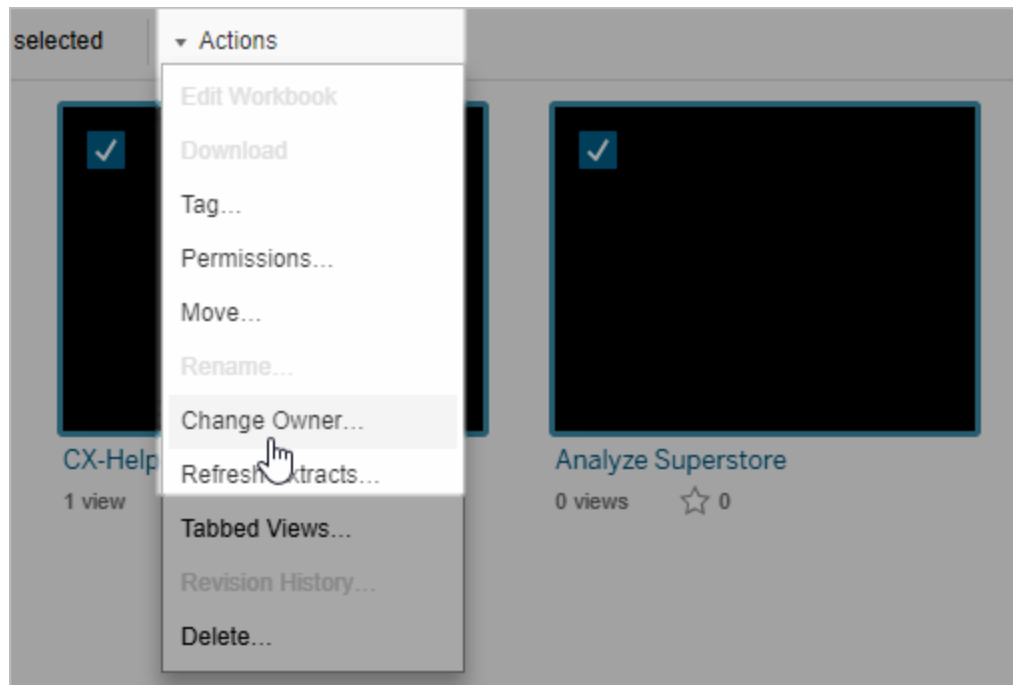 selected
Actions
Edit Workbook
Download
Tag...
Permissions...
Move...
Rename...
Change Owner...
Refresh Extracts...
Tabbed Views...
Revision History...
Delete...
CX-Help
1 view
Analyze Superstore
0 views 0